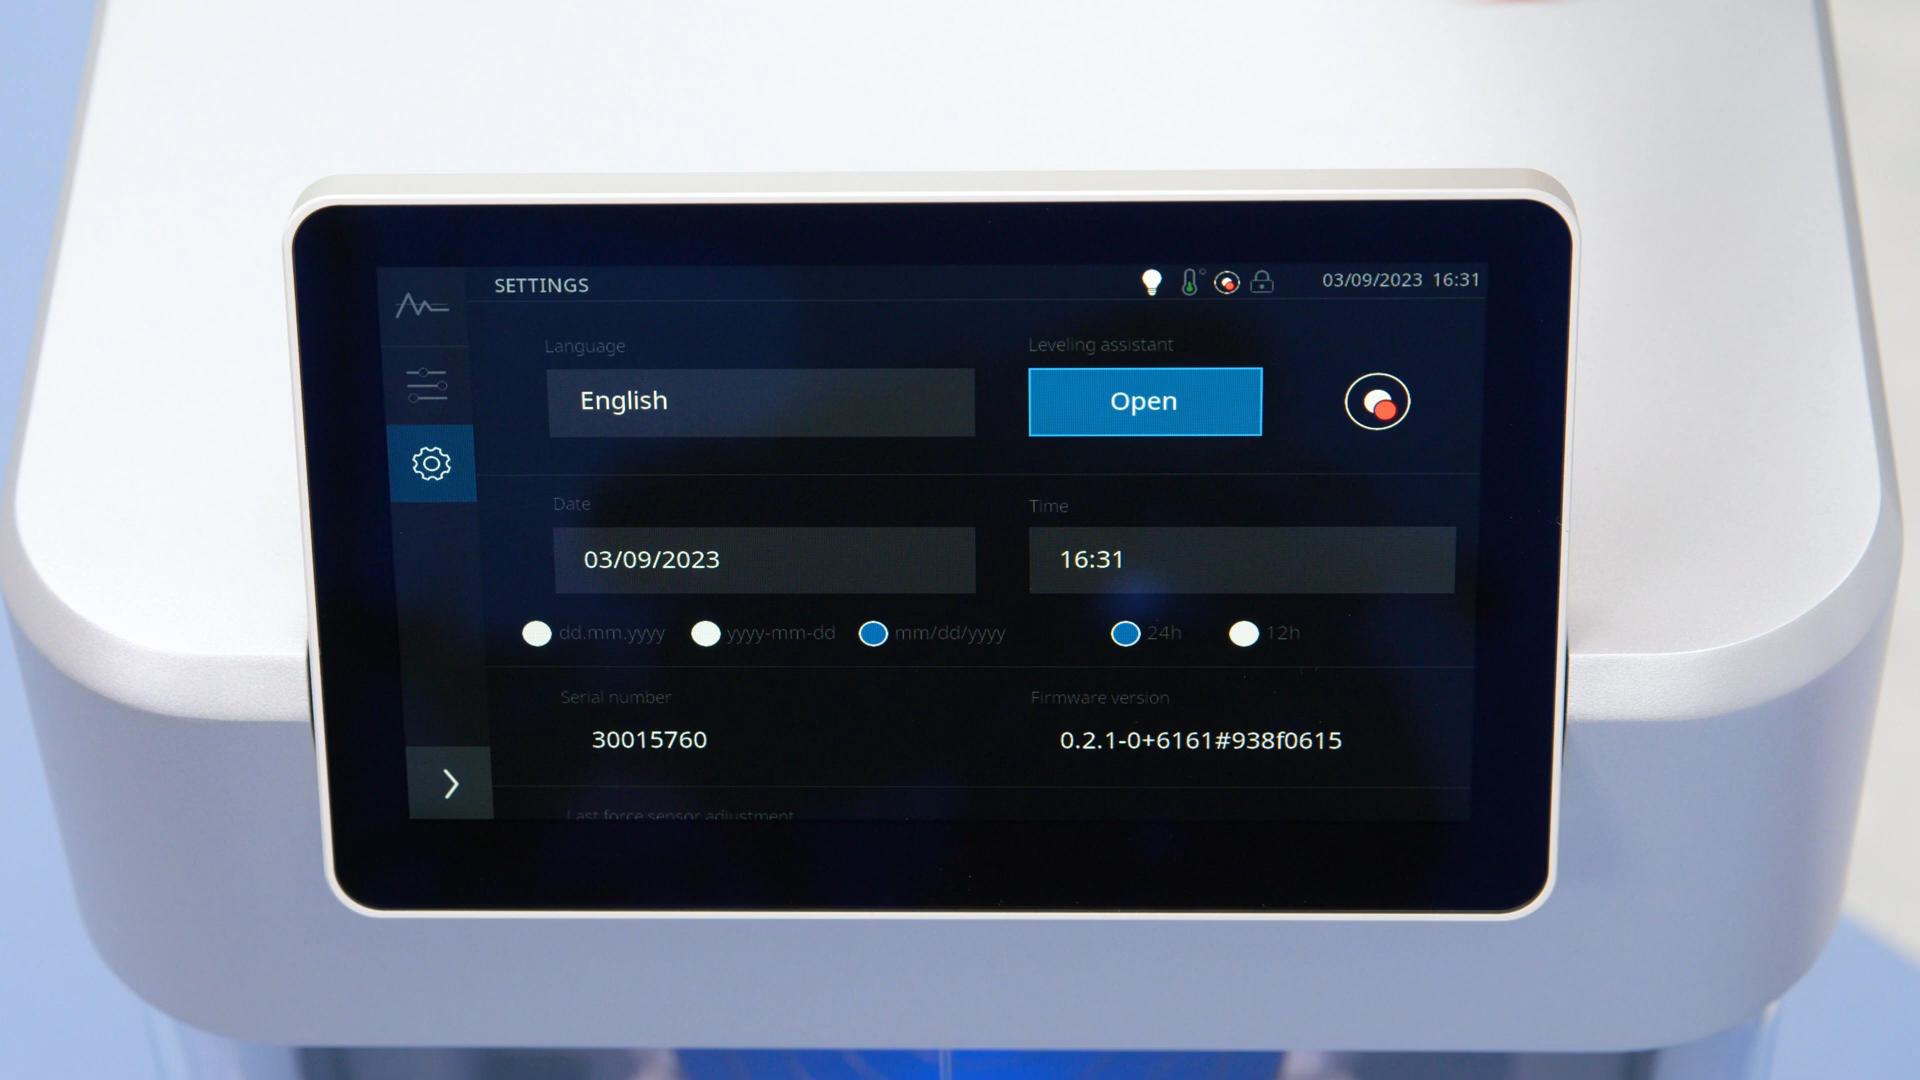 SETTINGS
03/09/2023 16:31
Language
Leveling assistant
English
Open
Date
Time
03/09/2023
16:31
dd.mm.yyyy yyyy-mm-dd mm/dd/yyyy
24h 12h
Serial number
Firmware version
30015760
0.2.1-0+6161#938f0615
Last force sensor adjustment